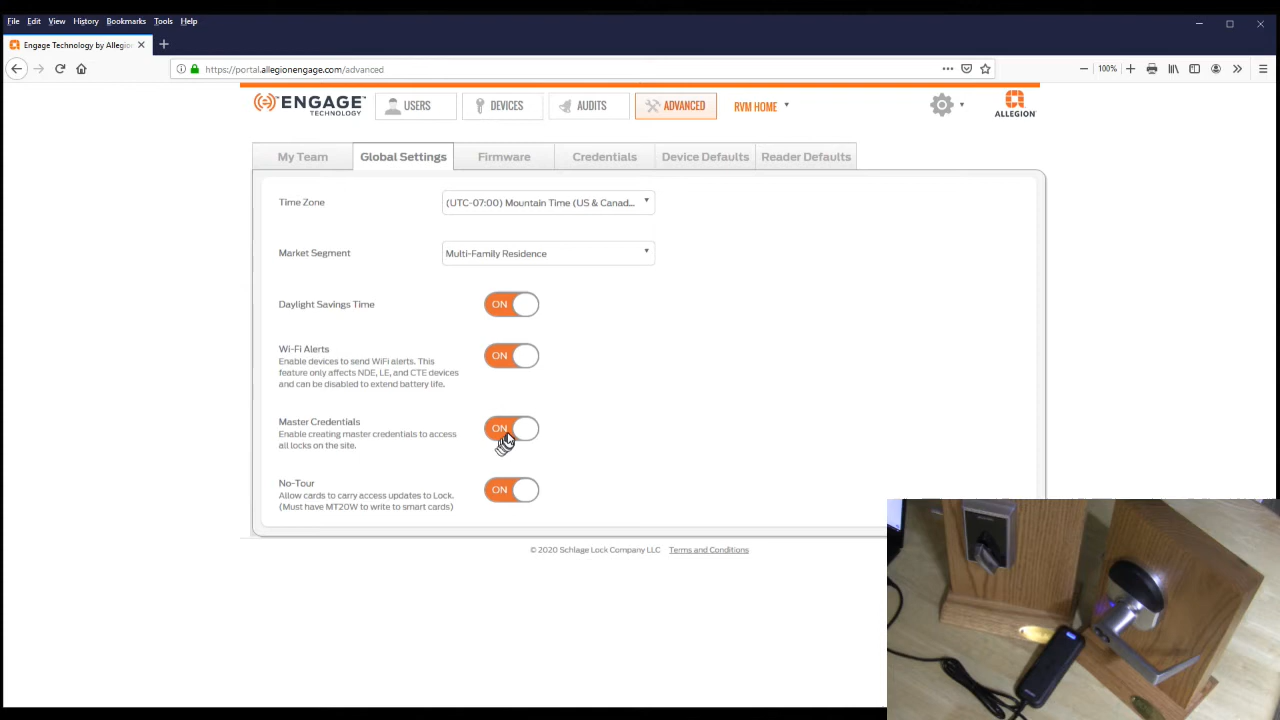 File Edit View History Bookmarks Tools Help
Engage Technology by Allegio
https://portal.allegionengage.com/advanced
100%
ENGAGE TECHNOLOGY
USERS
DEVICES
AUDITS
ADVANCED
RVM HOME
ALLEGION
My Team
Global Settings
Firmware
Credentials
Device Defaults
Reader Defaults
Time Zone
(UTC-07:00) Mountain Time (US & Canad...
Market Segment
Multi-Family Residence
Daylight Savings Time
ON
Wi-Fi Alerts
Enable devices to send WiFi alerts. This
feature only affects NDE, LE, and CTE devices
and can be disabled to extend battery life.
ON
Master Credentials
Enable creating master credentials to access
all locks on the site.
ON
No-Tour
Allow cards to carry access updates to Lock.
(Must have MT20W to write to smart cards)
ON
© 2020 Schlage Lock Company LLC Terms and Conditions